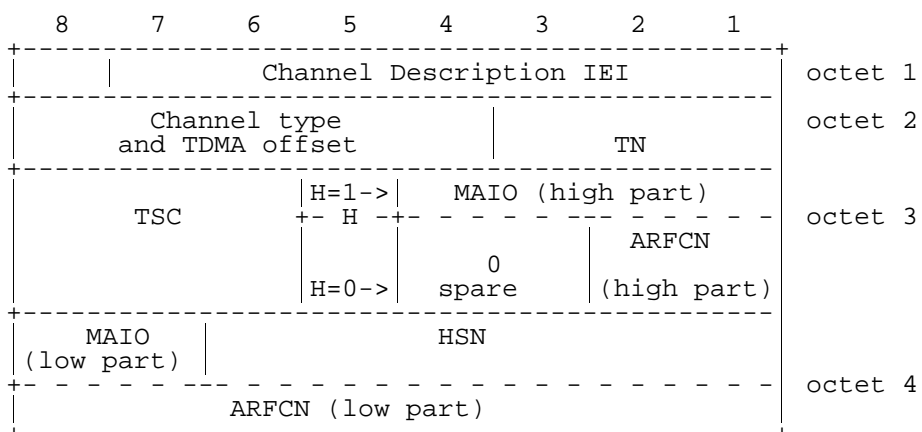 8 7 6 5 4 3 2 1
Channel Description IEI octet 1
Channel type octet 2
and TDMA offset TN
H=1-> MAIO (high part)
TSC H octet 3
ARFCN
0
H=0-> spare (high part)
MAIO HSN
(low part)
octet 4
ARFCN (low part)